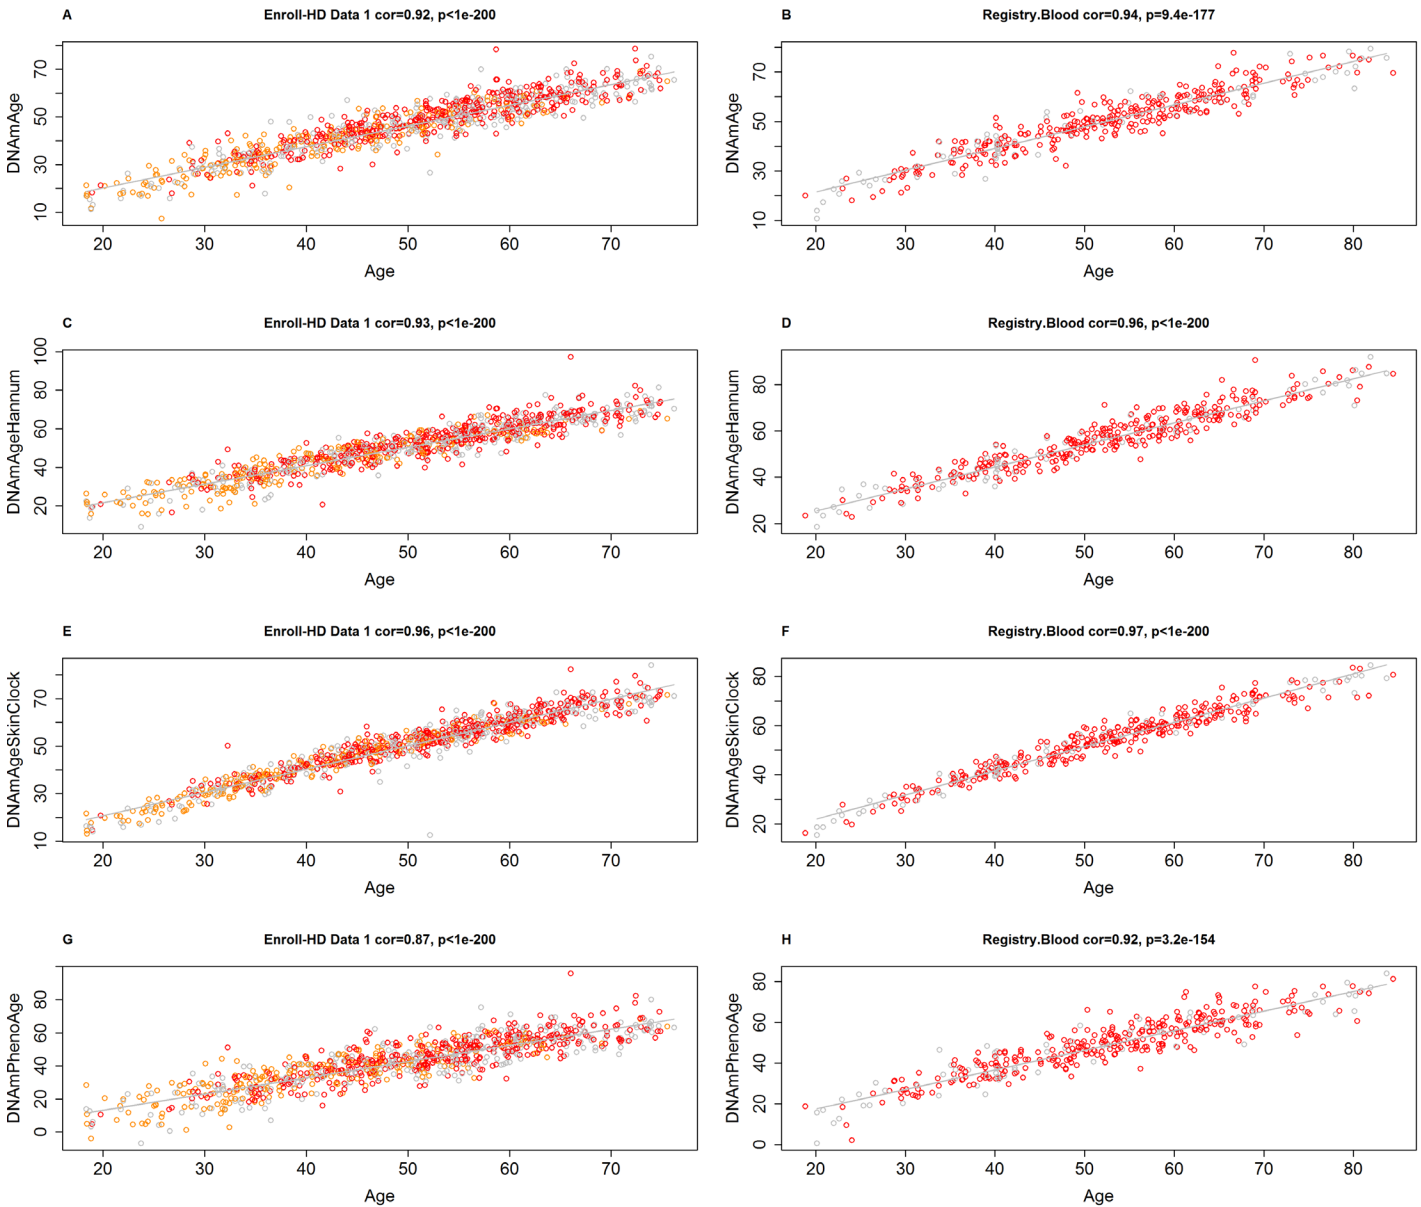 A Enroll-HD Data 1 cor=0.92, p<1e-200
DNAmAge
10 30 50 70
20 30 40 50 60 70
Age
B Registry.Blood cor=0.94, p=9.4e-177
DNAmAge
10 30 50 70
20 30 40 50 60 70 80
Age
C Enroll-HD Data 1 cor=0.93, p<1e-200
DNAmAgeHannum
20 40 60 80 100
20 30 40 50 60 70
Age
D Registry.Blood cor=0.96, p<1e-200
DNAmAgeHannum
20 40 60 80
20 30 40 50 60 70 80
Age
E Enroll-HD Data 1 cor=0.96, p<1e-200
DNAmAgeSkinClock
10 30 50 70
20 30 40 50 60 70
Age
F Registry.Blood cor=0.97, p<1e-200
DNAmAgeSkinClock
20 40 60 80
20 30 40 50 60 70 80
Age
G Enroll-HD Data 1 cor=0.87, p<1e-200
DNAmPhenoAge
0 20 40 60 80
20 30 40 50 60 70
Age
H Registry.Blood cor=0.92, p=3.2e-154
DNAmPhenoAge
0 20 40 60 80
20 30 40 50 60 70 80
Age